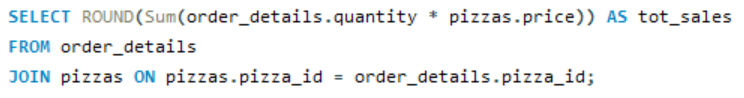 SELECT ROUND(Sum(order_details.quantity * pizzas.price)) AS tot_sales
FROM order_details
JOIN pizzas ON pizzas.pizza_id = order_details.pizza_id;